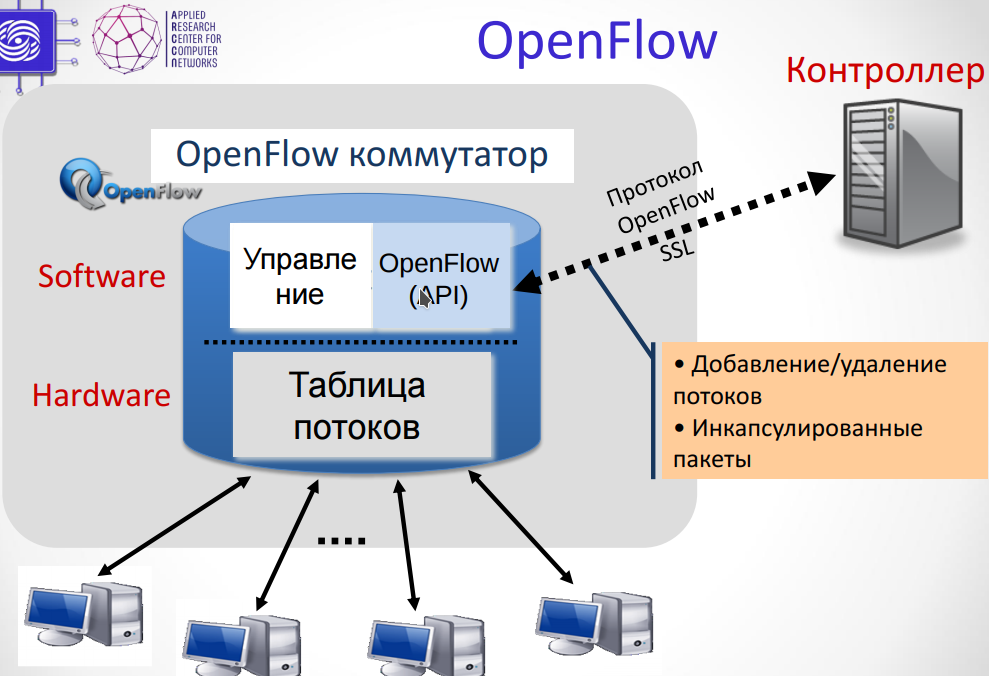 APPLIED
RESEARCH
CENTER FOR
COMPUTER
NETWORKS
OpenFlow
Контроллер
OpenFlow коммутатор
OpenFlow
Протокол
OpenFlow
SSL
Software
Управле
ние
OpenFlow
(API)
Hardware
Таблица
потоков
• Добавление/удаление
потоков
• Инкапсулированные
пакеты